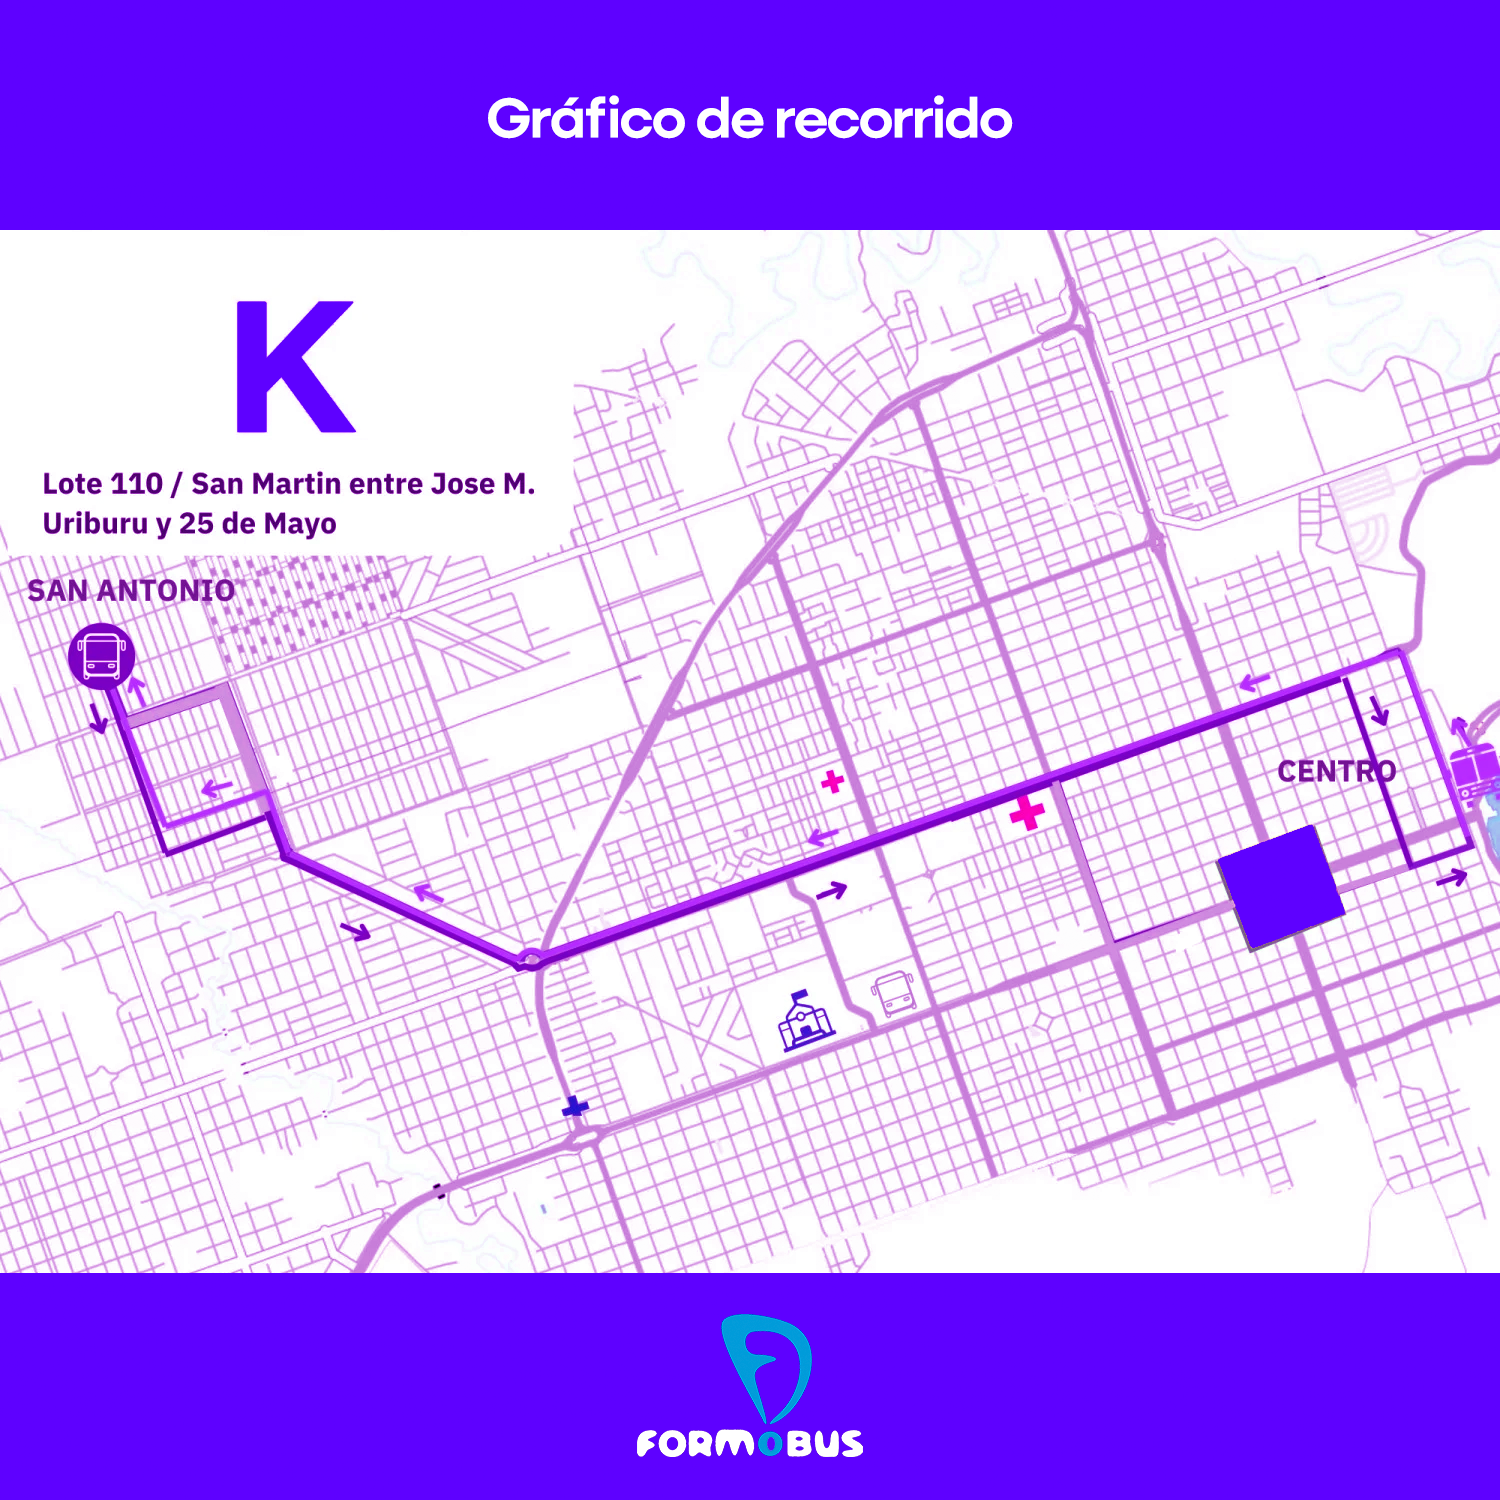 Gráfico de recorrido
K
Lote 110 / San Martin entre Jose M.
Uriburu y 25 de Mayo
SAN ANTONIO
CENTRO
FORMOBUS